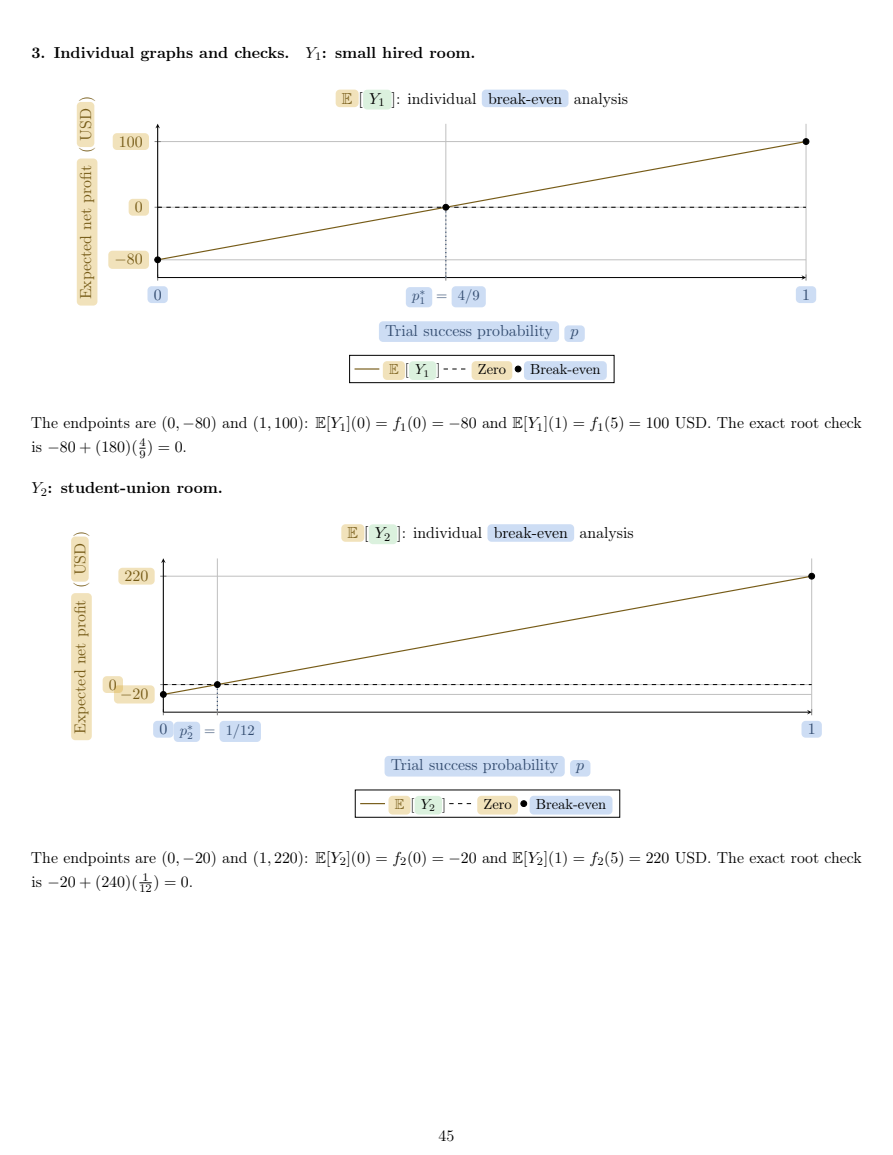 3. Individual graphs and checks. Y₁: small hired room.
𝔼[Y₁]: individual break-even analysis
Expected net profit (USD)
100
0
−80
0
p₁* = 4/9
1
Trial success probability p
𝔼[Y₁] Zero Break-even
The endpoints are (0, −80) and (1, 100): 𝔼[Y₁](0) = f₁(0) = −80 and 𝔼[Y₁](1) = f₁(5) = 100 USD. The exact root check
is −80 + (180)(4/9) = 0.
Y₂: student-union room.
𝔼[Y₂]: individual break-even analysis
Expected net profit (USD)
220
0
−20
0
p₂* = 1/12
1
Trial success probability p
𝔼[Y₂] Zero Break-even
The endpoints are (0, −20) and (1, 220): 𝔼[Y₂](0) = f₂(0) = −20 and 𝔼[Y₂](1) = f₂(5) = 220 USD. The exact root check
is −20 + (240)(1/12) = 0.
45